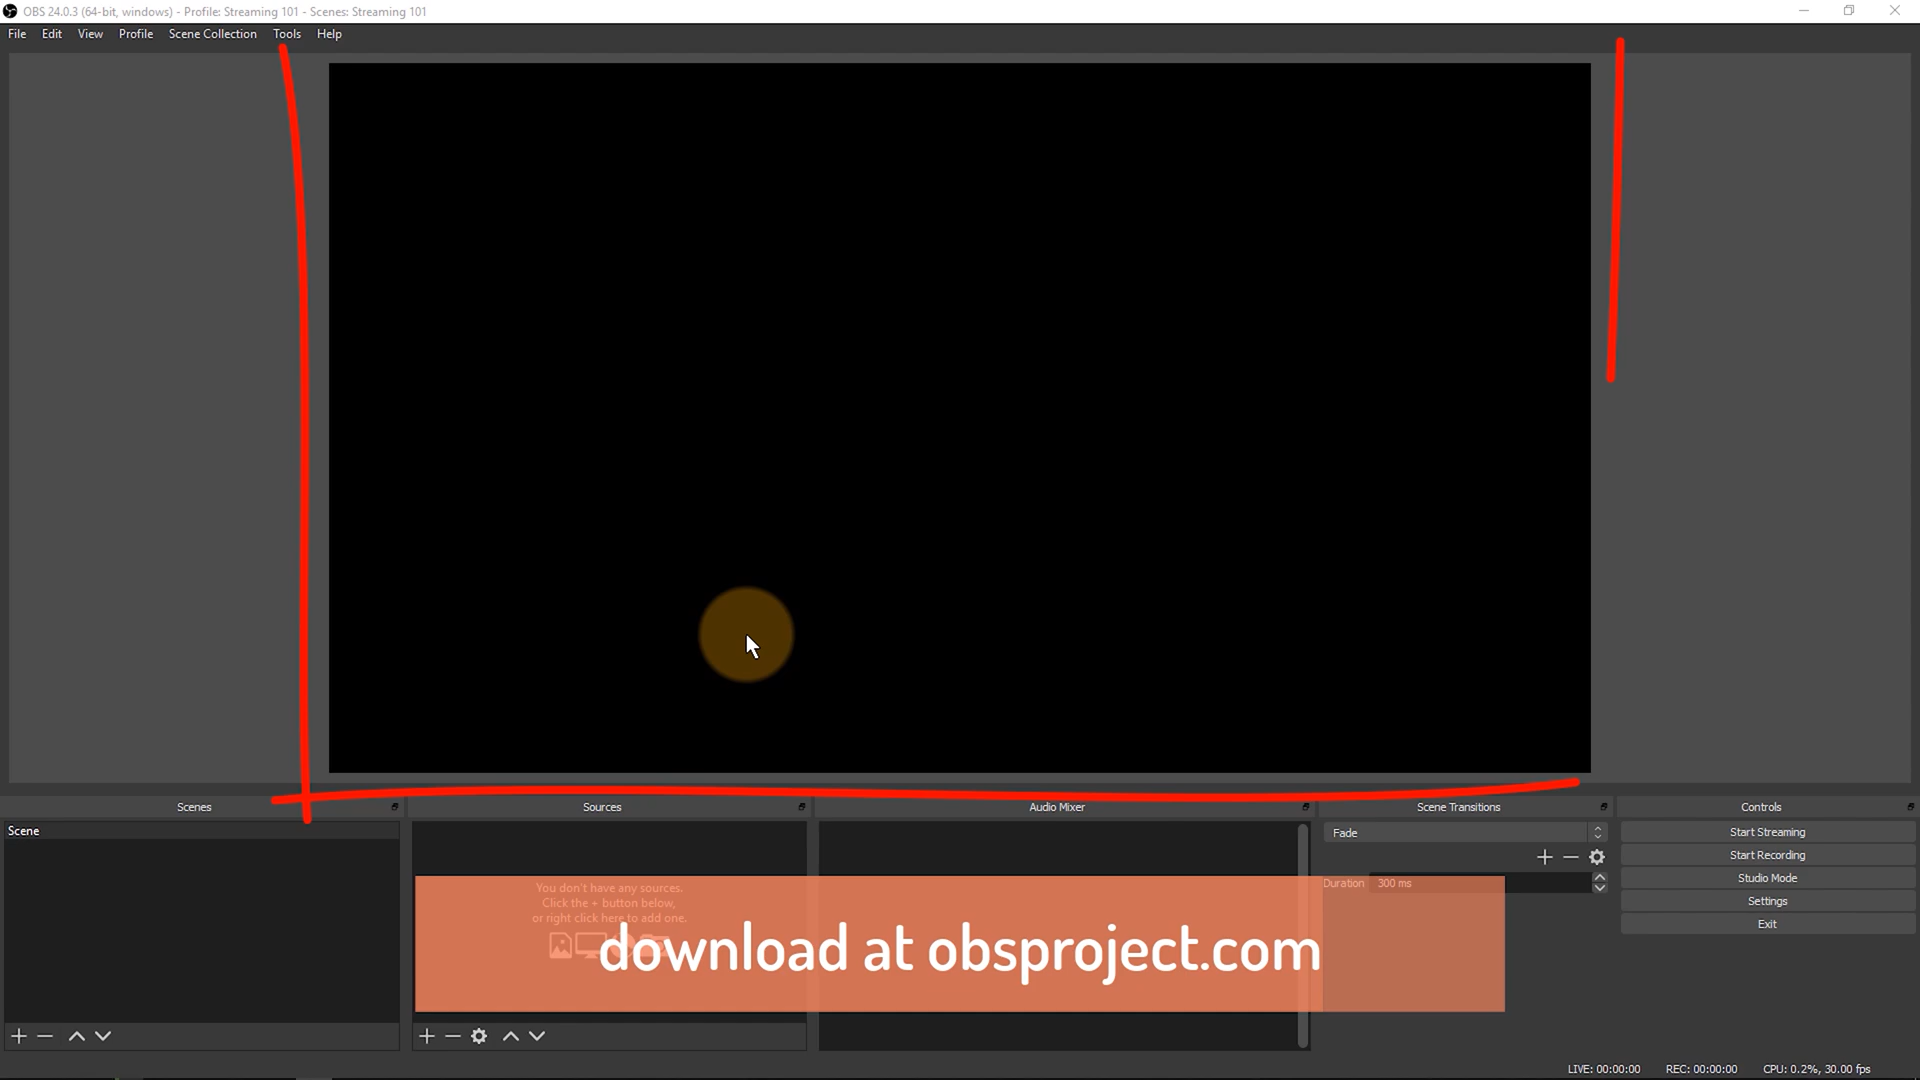 OBS 24.0.3 (64-bit, windows) - Profile: Streaming 101 - Scenes: Streaming 101
File Edit View Profile Scene Collection Tools Help
Scenes
Sources
Audio Mixer
Scene Transitions
Controls
Scene
You don't have any sources.
Click the + button below,
or right click here to add one.
Fade
Duration 300 ms
Start Streaming
Start Recording
Studio Mode
Settings
Exit
download at obsproject.com
LIVE: 00:00:00 REC: 00:00:00 CPU: 0.2%, 30.00 fps